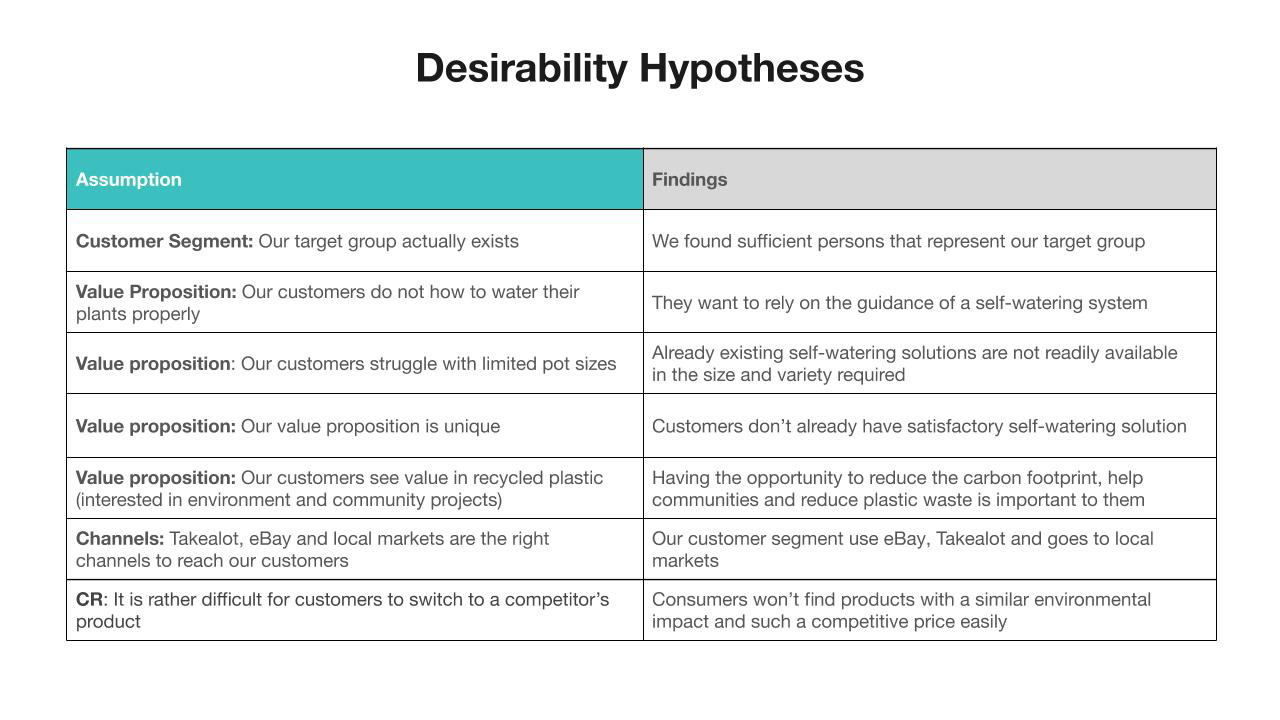 Desirability Hypotheses
Assumption
Findings
Customer Segment: Our target group actually exists
We found sufficient persons that represent our target group
Value Proposition: Our customers do not how to water their
plants properly
They want to rely on the guidance of a self-watering system
Value proposition: Our customers struggle with limited pot sizes
Already existing self-watering solutions are not readily available
in the size and variety required
Value proposition: Our value proposition is unique
Customers don’t already have satisfactory self-watering solution
Value proposition: Our customers see value in recycled plastic
(interested in environment and community projects)
Having the opportunity to reduce the carbon footprint, help
communities and reduce plastic waste is important to them
Channels: Takealot, eBay and local markets are the right
channels to reach our customers
Our customer segment use eBay, Takealot and goes to local
markets
CR: It is rather difficult for customers to switch to a competitor’s
product
Consumers won’t find products with a similar environmental
impact and such a competitive price easily